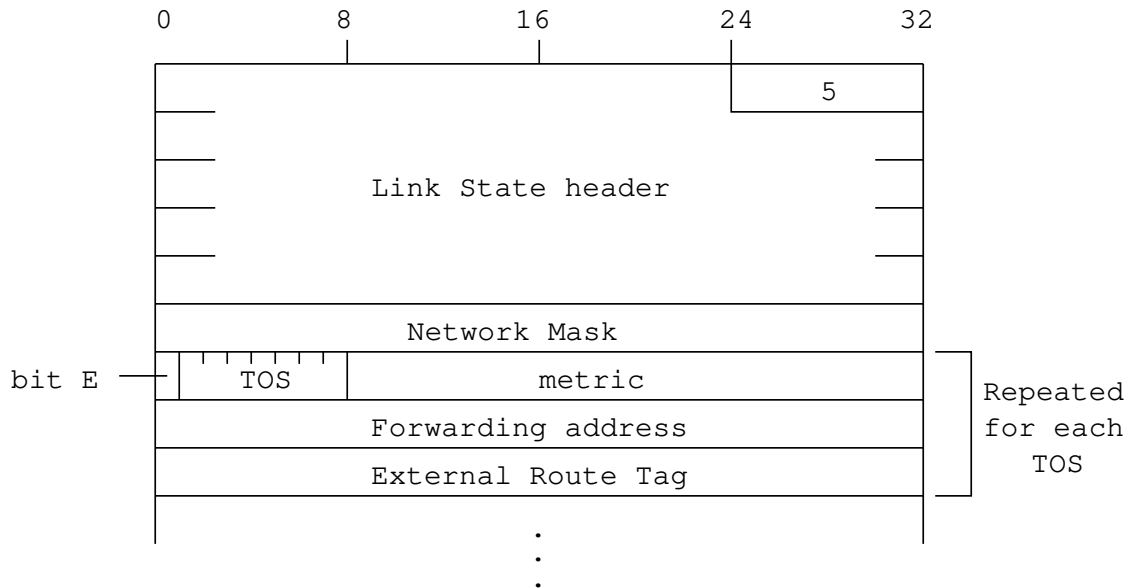 0 8 16 24 32
5
Link State header
Network Mask
bit E TOS metric
Forwarding address
External Route Tag
Repeated
for each
TOS